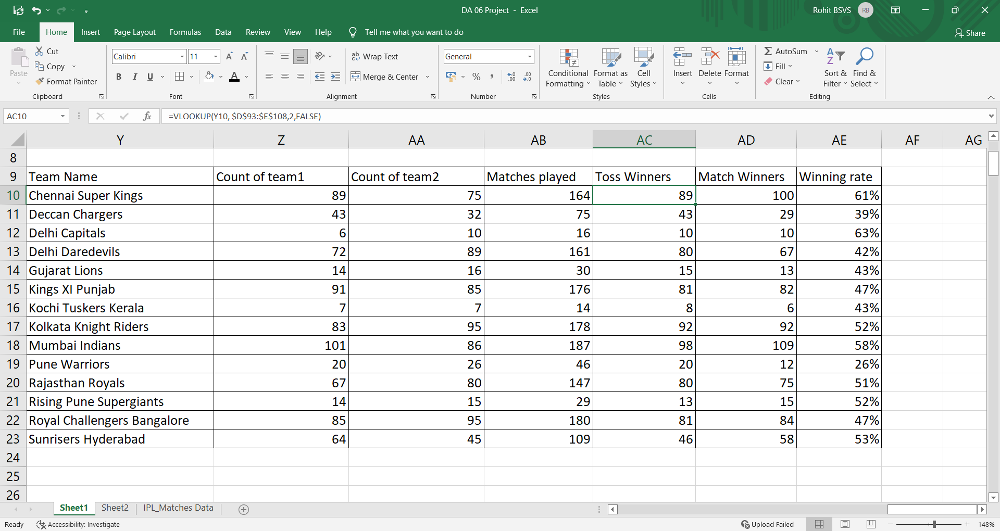 DA 06 Project - Excel
Rohit BSVS RB
File Home Insert Page Layout Formulas Data Review View Help Tell me what you want to do Share
Paste
Cut
Copy
Format Painter
Clipboard
Calibri 11
B I U A
Font
ab Wrap Text
Merge & Center
Alignment
General
% ,
Number
Conditional Formatting
Format as Table
Cell Styles
Styles
Insert Delete Format
Cells
AutoSum
Fill
Clear
Sort & Filter
Find & Select
Editing
AC10 fx =VLOOKUP(Y10, $D$93:$E$108,2,FALSE)
Y Z AA AB AC AD AE AF AG
8
9 Team Name Count of team1 Count of team2 Matches played Toss Winners Match Winners Winning rate
10 Chennai Super Kings 89 75 164 89 100 61%
11 Deccan Chargers 43 32 75 43 29 39%
12 Delhi Capitals 6 10 16 10 10 63%
13 Delhi Daredevils 72 89 161 80 67 42%
14 Gujarat Lions 14 16 30 15 13 43%
15 Kings XI Punjab 91 85 176 81 82 47%
16 Kochi Tuskers Kerala 7 7 14 8 6 43%
17 Kolkata Knight Riders 83 95 178 92 92 52%
18 Mumbai Indians 101 86 187 98 109 58%
19 Pune Warriors 20 26 46 20 12 26%
20 Rajasthan Royals 67 80 147 80 75 51%
21 Rising Pune Supergiants 14 15 29 13 15 52%
22 Royal Challengers Bangalore 85 95 180 81 84 47%
23 Sunrisers Hyderabad 64 45 109 46 58 53%
24
25
26
Sheet1 Sheet2 IPL_Matches Data
Ready Accessibility: Investigate Upload Failed 148%